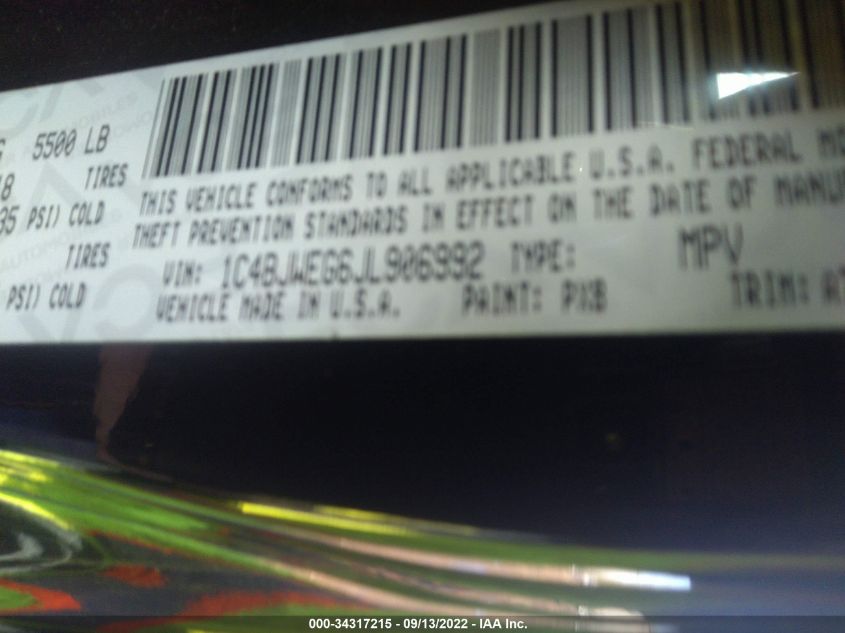 5500 LB
TIRES
35 PSI) COLD
TIRES
PSI) COLD
THIS VEHICLE CONFORMS TO ALL APPLICABLE U.S.A. FEDERAL
THEFT PREVENTION STANDARDS IN EFFECT ON THE DATE OF
VIN: 1C4BJWEG6JL906992 TYPE: MPV
VEHICLE MADE IN U.S.A. PAINT: PXB TRIM:
000-34317215 - 09/13/2022 - IAA Inc.